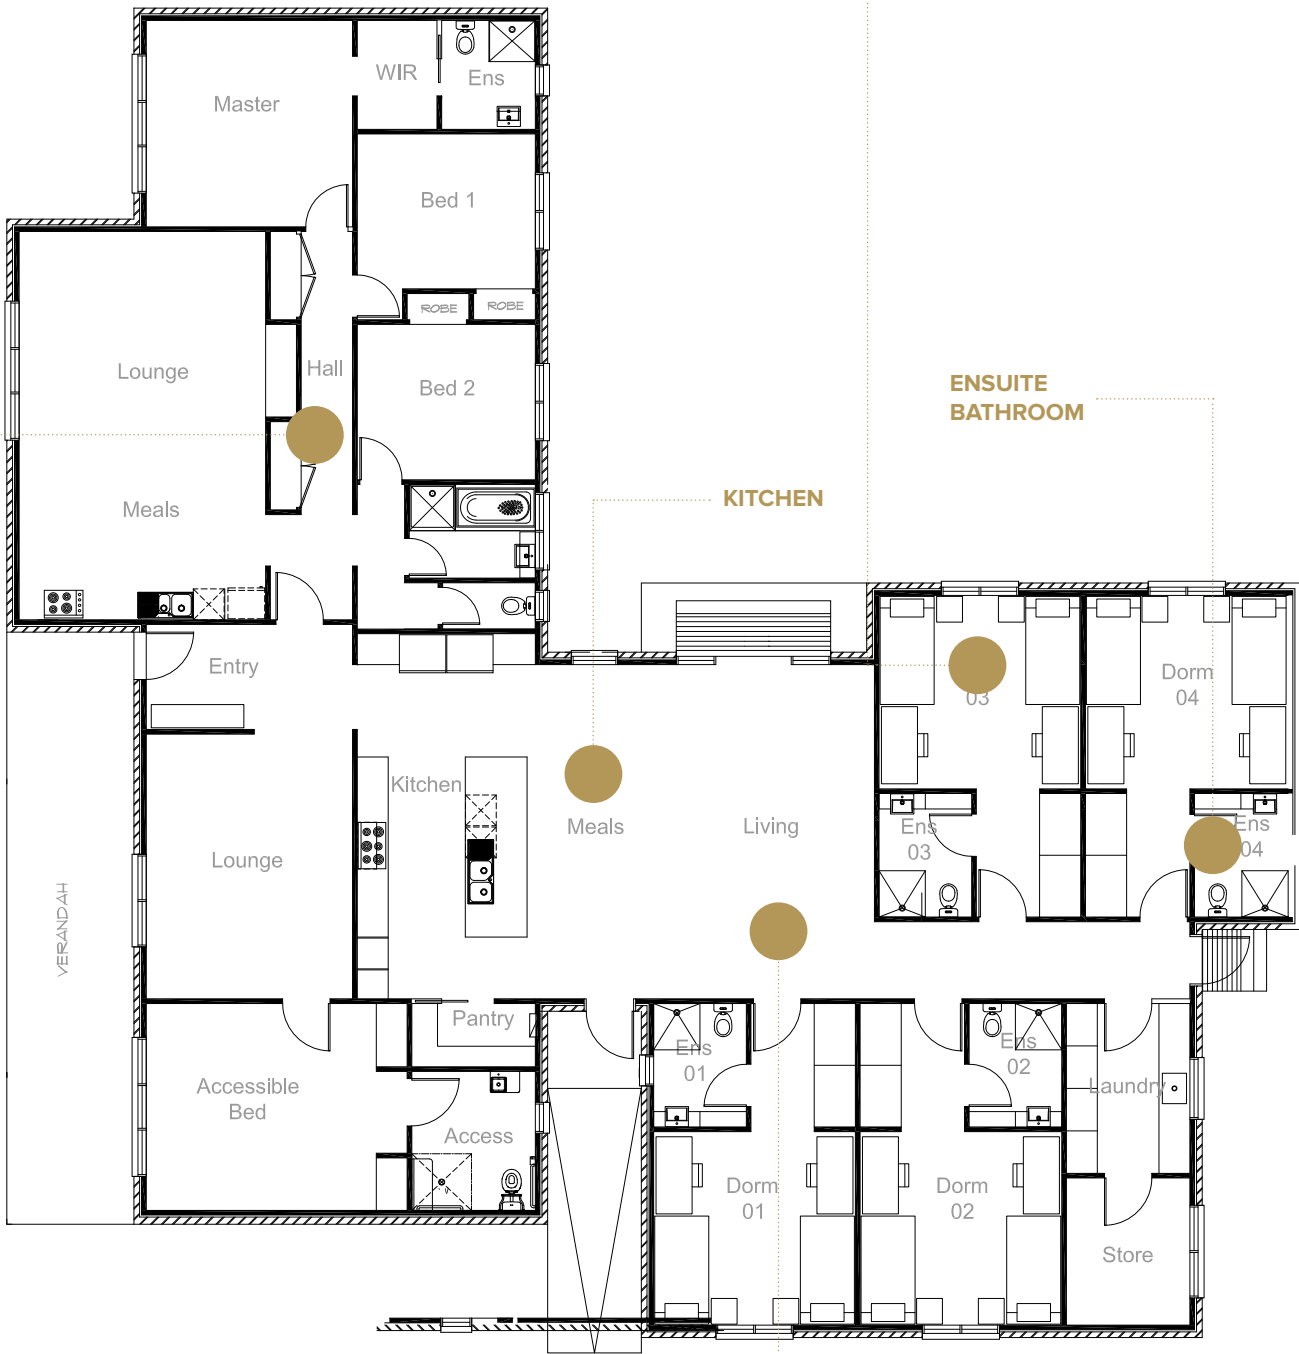 Master
WIR
Ens
Bed 1
ROBE
ROBE
Lounge
Hall
Bed 2
Meals
ENSUITE
BATHROOM
KITCHEN
Entry
Dorm
04
03
Kitchen
Meals
Living
Ens
03
Ens
04
Lounge
VERANDAH
Pantry
Ens
01
Ens
02
Accessible
Bed
Laundry
Access
Dorm
01
Dorm
02
Store